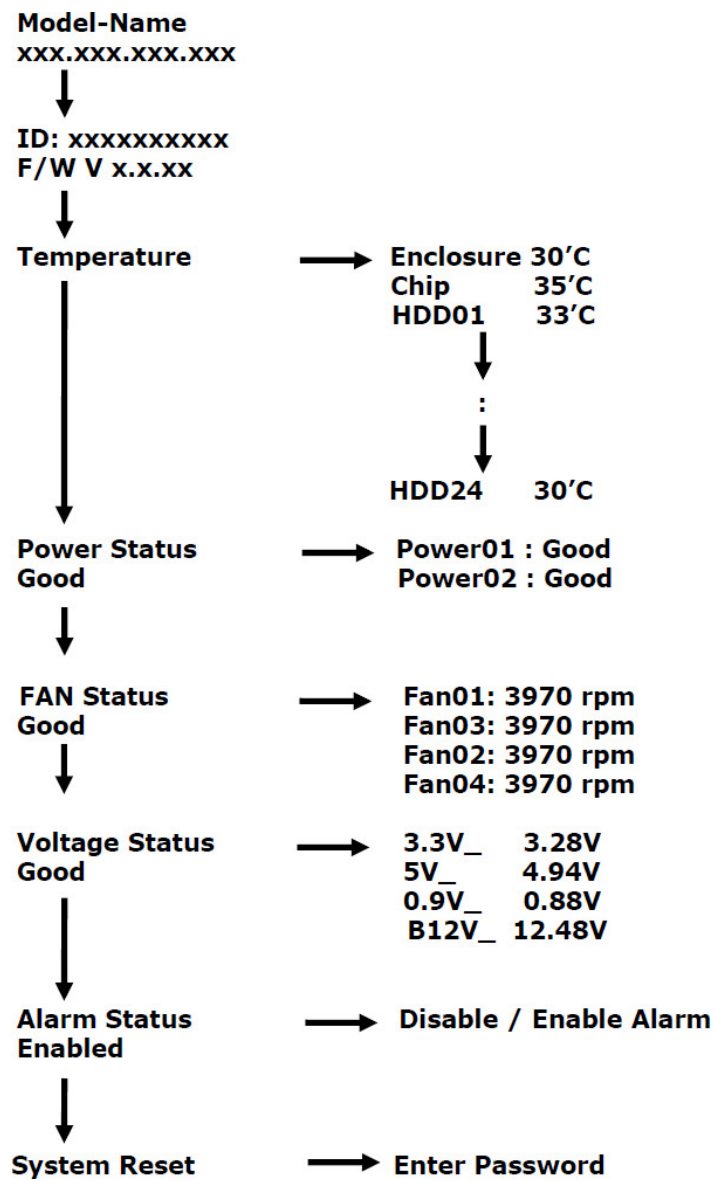 Model-Name
xxx.xxx.xxx.xxx
ID: xxxxxxxxxx
F/W V x.x.xx
Temperature
Enclosure 30′C
Chip 35′C
HDD01 33′C
:
HDD24 30′C
Power Status
Good
Power01 : Good
Power02 : Good
FAN Status
Good
Fan01: 3970 rpm
Fan03: 3970 rpm
Fan02: 3970 rpm
Fan04: 3970 rpm
Voltage Status
Good
3.3V_ 3.28V
5V_ 4.94V
0.9V_ 0.88V
B12V_ 12.48V
Alarm Status
Enabled
Disable / Enable Alarm
System Reset
Enter Password